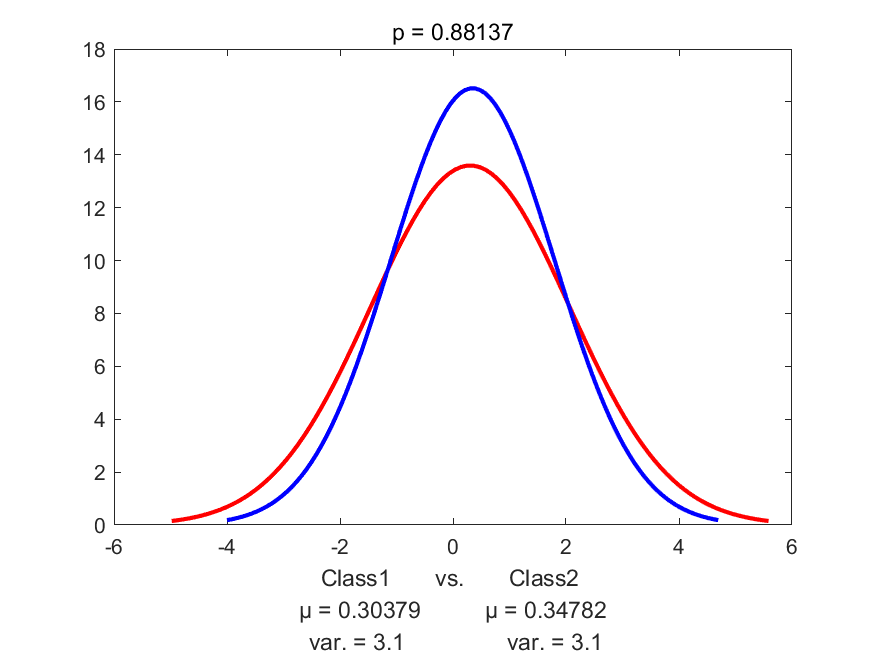 p = 0.88137
18
16
14
12
10
8
6
4
2
0
-6 -4 -2 0 2 4 6
Class1 vs. Class2
μ = 0.30379 μ = 0.34782
var. = 3.1 var. = 3.1